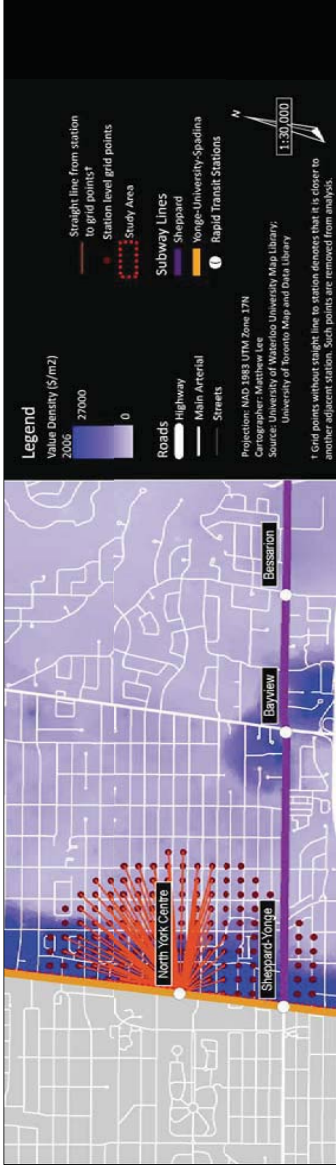 Legend
Value Density ($/m2)
2006
27000
0
Straight line from station
to grid points†
Station level grid points
Study Area
Roads
Highway
Main Arterial
Streets
Subway Lines
Sheppard
Yonge-University-Spadina
Rapid Transit Stations
Projection: NAD 1983 UTM Zone 17N
Cartographer: Matthew Lee
Source: University of Waterloo University Map Library;
University of Toronto Map and Data Library
N
1:30,000
† Grid points without staight line to station denotes that it is closer to
another adjacent station. Such points are removed from analysis.
North York Centre
Sheppard-Yonge
Bayview
Bessarion